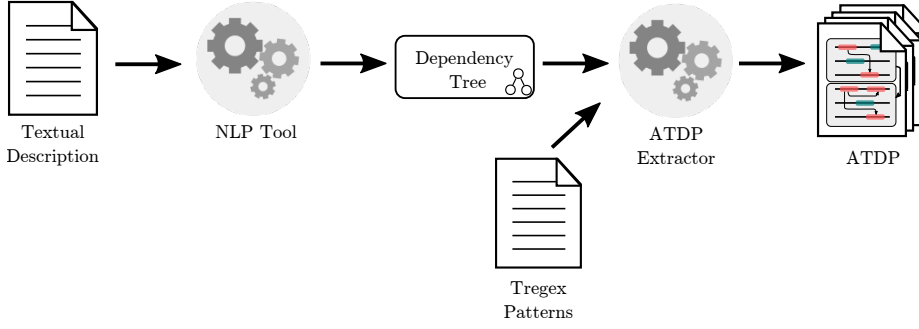 Textual
Description
NLP Tool
Dependency
Tree
Tregex
Patterns
ATDP
Extractor
ATDP